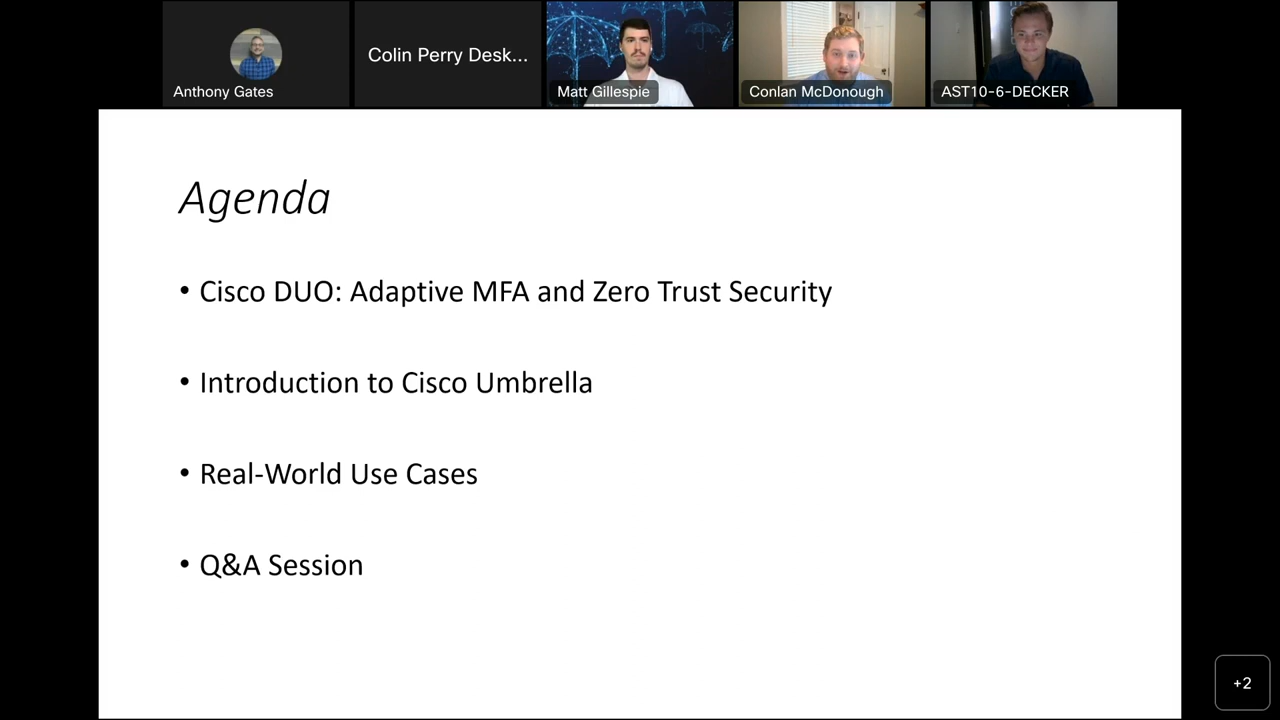 Anthony Gates
Colin Perry Desk...
Matt Gillespie
Conlan McDonough
AST10-6-DECKER
Agenda
• Cisco DUO: Adaptive MFA and Zero Trust Security
• Introduction to Cisco Umbrella
• Real-World Use Cases
• Q&A Session
+2